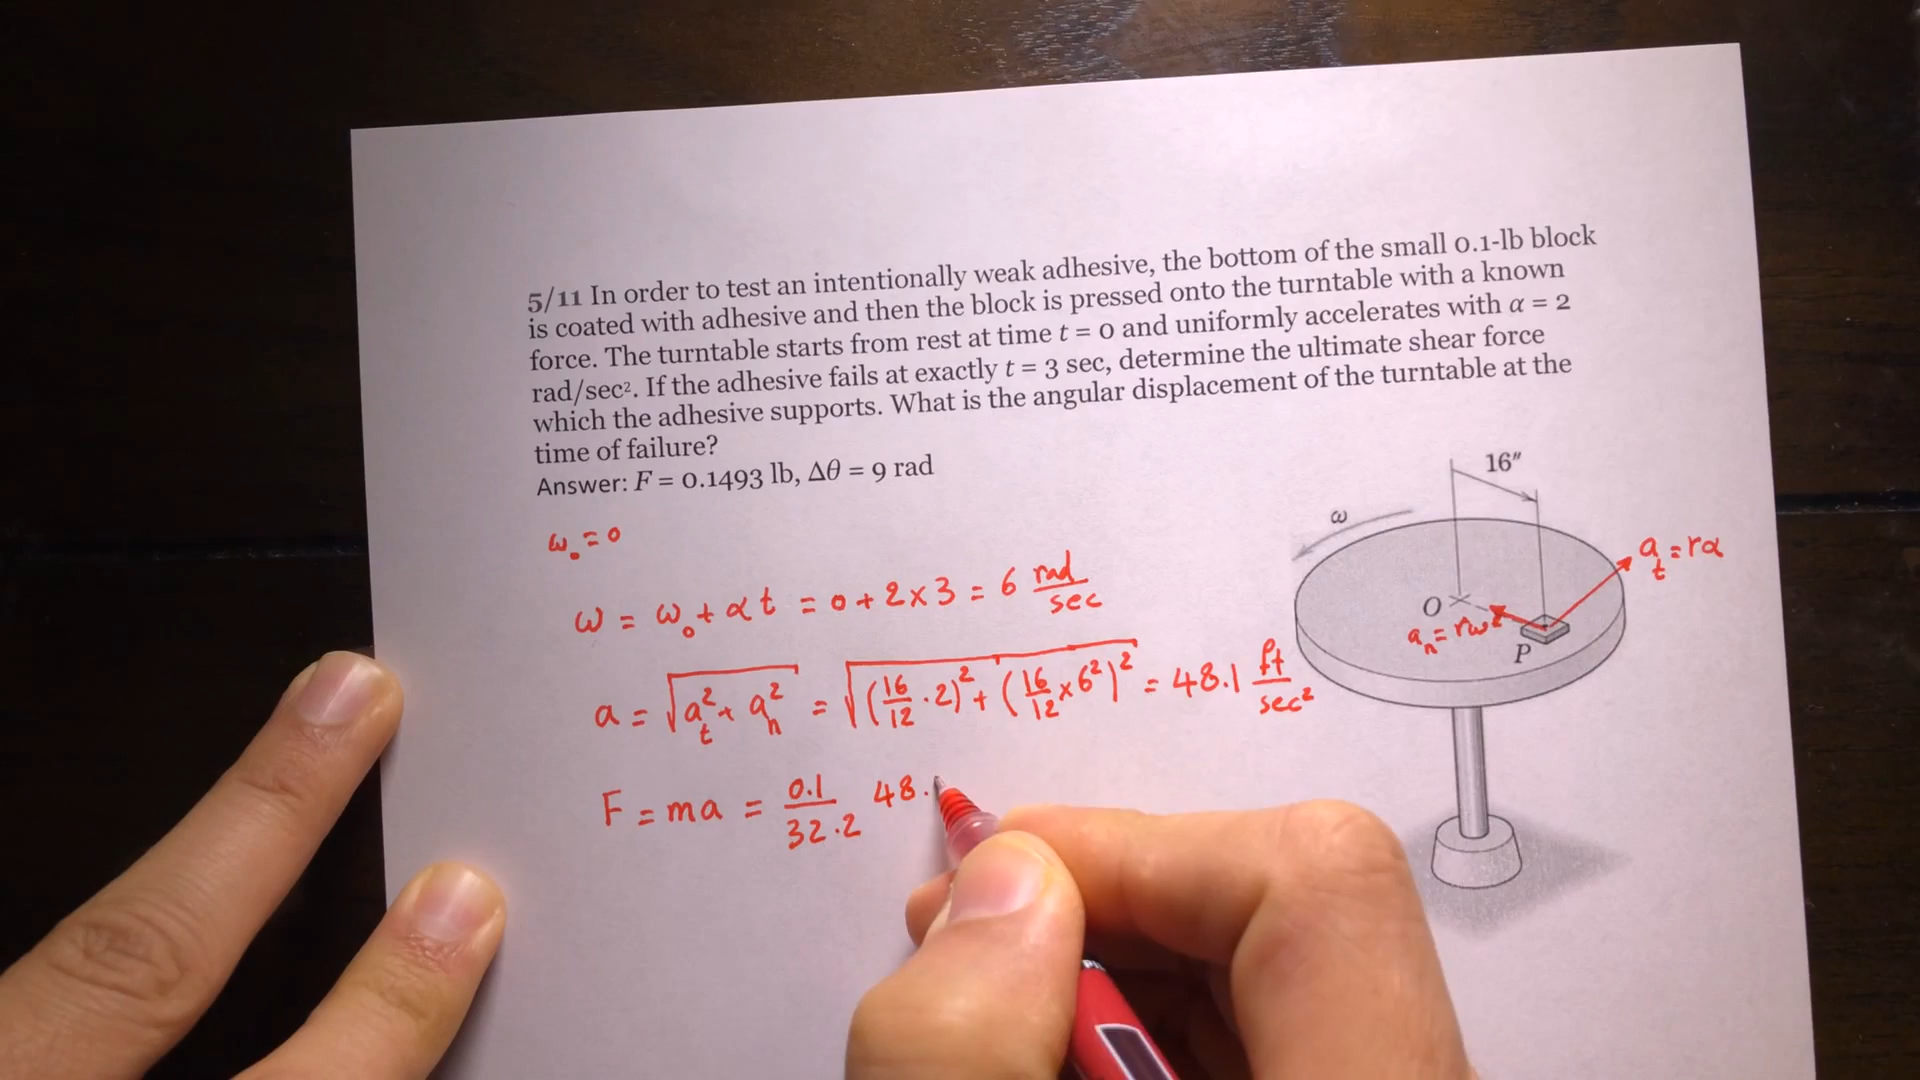 5/11 In order to test an intentionally weak adhesive, the bottom of the small 0.1-lb block
is coated with adhesive and then the block is pressed onto the turntable with a known
force. The turntable starts from rest at time t = 0 and uniformly accelerates with α = 2
rad/sec². If the adhesive fails at exactly t = 3 sec, determine the ultimate shear force
which the adhesive supports. What is the angular displacement of the turntable at the
time of failure?
Answer: F = 0.1493 lb, Δθ = 9 rad
16″
ω
ω₀ = 0
a_t = rα
ω = ω₀ + αt = 0 + 2 × 3 = 6 rad/sec
O
a_n = rω²
P
a = √(a_t² + a_n²) = √((16/12 · 2)² + (16/12 × 6²)²) = 48.1 ft/sec²
F = ma = 0.1/32.2 48.